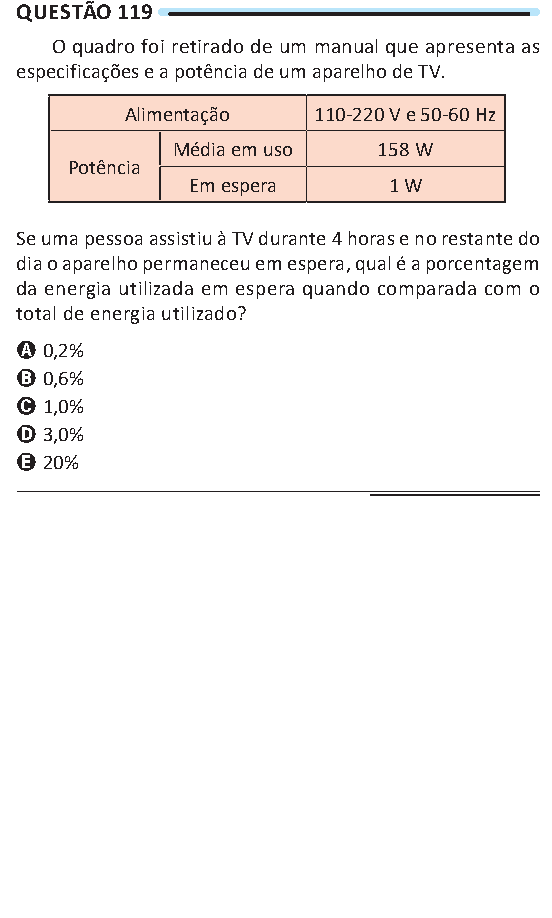 QUESTÃO 119
O quadro foi retirado de um manual que apresenta as
especificações e a potência de um aparelho de TV.
Alimentação 110-220 V e 50-60 Hz
Potência Média em uso 158 W
Em espera 1 W
Se uma pessoa assistiu à TV durante 4 horas e no restante do
dia o aparelho permaneceu em espera, qual é a porcentagem
da energia utilizada em espera quando comparada com o
total de energia utilizado?
A 0,2%
B 0,6%
C 1,0%
D 3,0%
E 20%